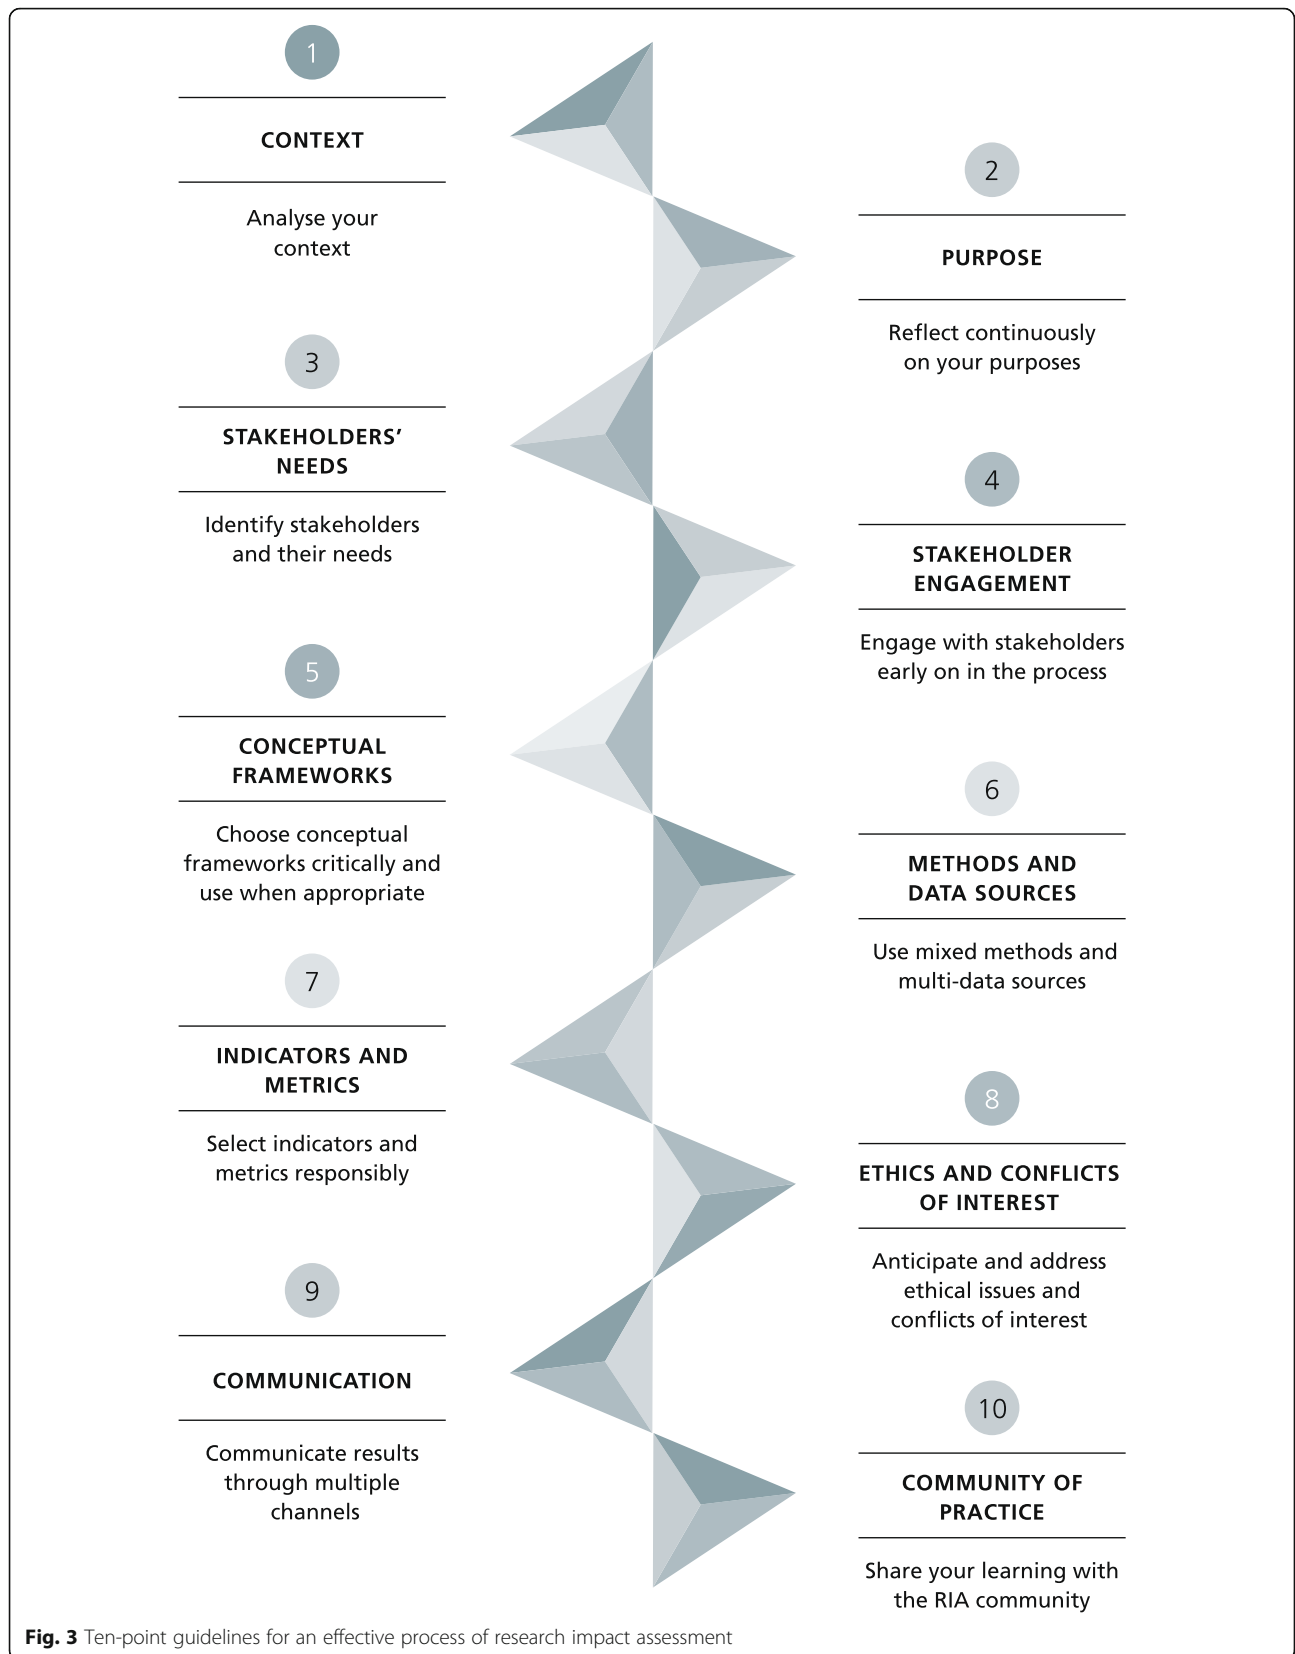 1
CONTEXT
Analyse your
context
2
PURPOSE
Reflect continuously
on your purposes
3
STAKEHOLDERS’
NEEDS
Identify stakeholders
and their needs
4
STAKEHOLDER
ENGAGEMENT
Engage with stakeholders
early on in the process
5
CONCEPTUAL
FRAMEWORKS
Choose conceptual
frameworks critically and
use when appropriate
6
METHODS AND
DATA SOURCES
Use mixed methods and
multi-data sources
7
INDICATORS AND
METRICS
Select indicators and
metrics responsibly
8
ETHICS AND CONFLICTS
OF INTEREST
Anticipate and address
ethical issues and
conflicts of interest
9
COMMUNICATION
Communicate results
through multiple
channels
10
COMMUNITY OF
PRACTICE
Share your learning with
the RIA community
Fig. 3 Ten-point guidelines for an effective process of research impact assessment